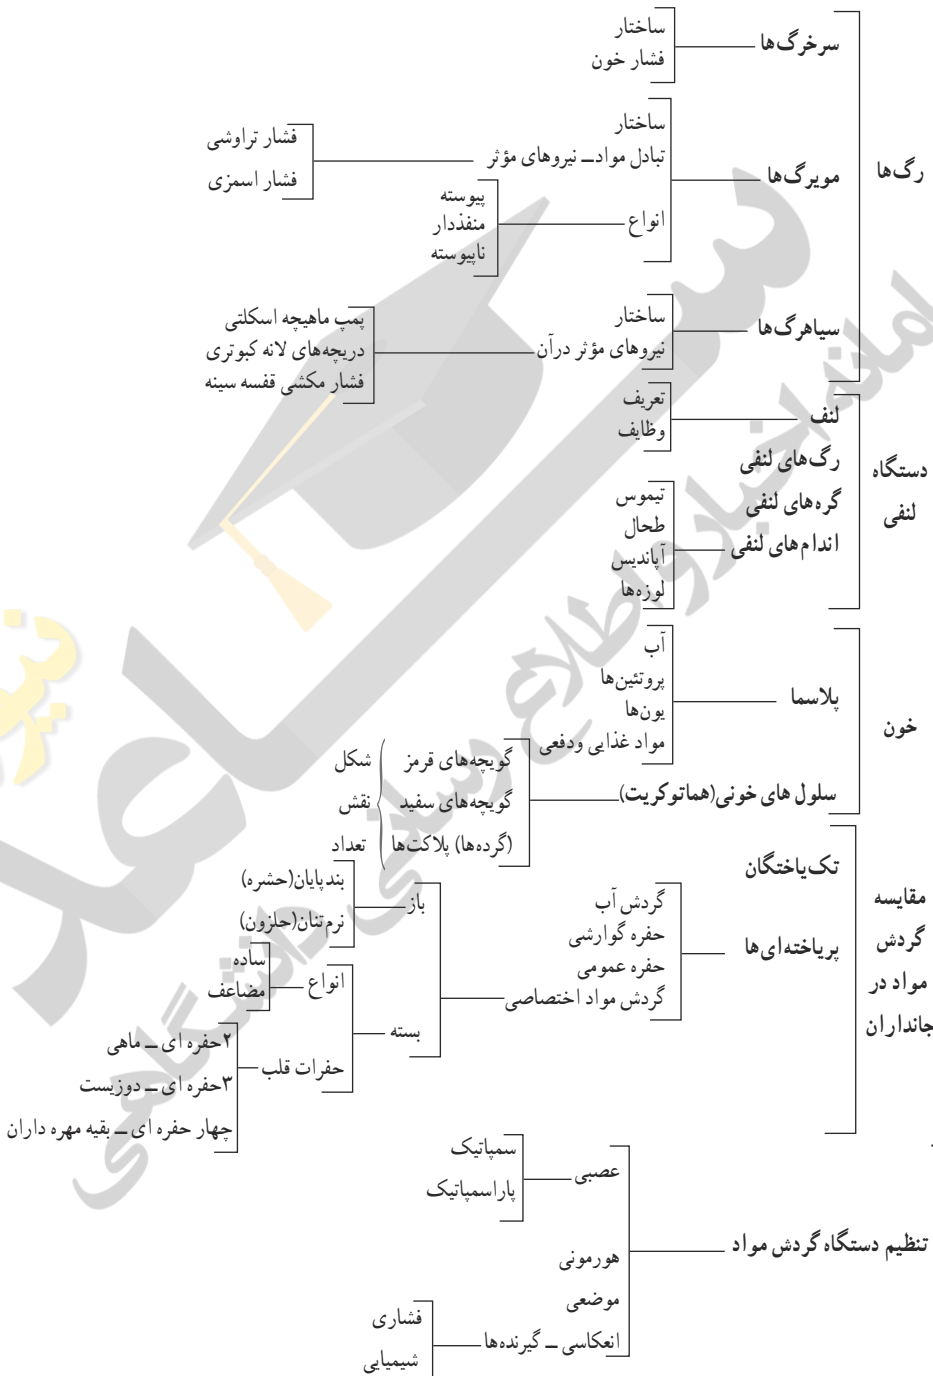 رگ‌ها
سرخرگ‌ها
ساختار
فشار خون
مویرگ‌ها
ساختار
تبادل مواد ــ نیروهای مؤثر
فشار تراوشی
فشار اسمزی
انواع
پیوسته
منفذدار
ناپیوسته
سیاهرگ‌ها
ساختار
نیروهای مؤثر درآن
پمپ ماهیچه اسکلتی
دریچه‌های لانه کبوتری
فشار مکشی قفسه سینه
دستگاه
لنفی
لنف
تعریف
وظایف
رگ‌های لنفی
گره‌های لنفی
اندام‌های لنفی
تیموس
طحال
آپاندیس
لوزه‌ها
خون
پلاسما
آب
پروتئین‌ها
یون‌ها
مواد غذایی ودفعی
سلول های خونی(هماتوکریت)
گویچه‌های قرمز
گویچه‌های سفید
(گرده‌ها) پلاکت‌ها
شکل
نقش
تعداد
مقایسه
گردش
مواد در
جانداران
تک‌یاختگان
پریاخته‌ای‌ها
گردش آب
حفره گوارشی
حفره عمومی
گردش مواد اختصاصی
باز
بندپایان(حشره)
نرم‌تنان(حلزون)
بسته
انواع
ساده
مضاعف
حفرات قلب
۲حفره ای ــ ماهی
۳حفره ای ــ دوزیست
چهار حفره ای ــ بقیه مهره داران
تنظیم دستگاه گردش مواد
عصبی
سمپاتیک
پاراسمپاتیک
هورمونی
موضعی
انعکاسی ــ گیرنده‌ها
فشاری
شیمیایی